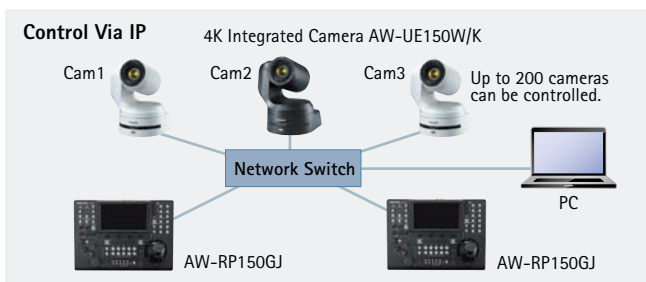 Control Via IP
4K Integrated Camera AW-UE150W/K
Cam1
Cam2
Cam3
Up to 200 cameras
can be controlled.
Network Switch
PC
AW-RP150GJ
AW-RP150GJ